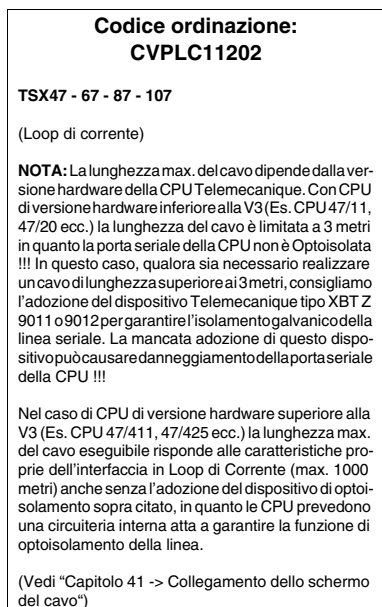 Codice ordinazione:
CVPLC11202
TSX47 - 67 - 87 - 107
(Loop di corrente)
NOTA: La lunghezza max. del cavo dipende dalla ver-
sione hardware della CPU Telemecanique. Con CPU
di versione hardware inferiore alla V3 (Es. CPU 47/11,
47/20 ecc.) la lunghezza del cavo è limitata a 3 metri
in quanto la porta seriale della CPU non è Optoisolata
!!! In questo caso, qualora sia necessario realizzare
un cavo di lunghezza superiore ai 3 metri, consigliamo
l'adozione del dispositivo Telemecanique tipo XBT Z
9011 o 9012 per garantire l'isolamento galvanico della
linea seriale. La mancata adozione di questo dispo-
sitivo può causare danneggiamento della porta seriale
della CPU !!!
Nel caso di CPU di versione hardware superiore alla
V3 (Es. CPU 47/411, 47/425 ecc.) la lunghezza max.
del cavo eseguibile risponde alle caratteristiche pro-
prie dell'interfaccia in Loop di Corrente (max. 1000
metri) anche senza l'adozione del dispositivo di optoi-
solamento sopra citato, in quanto le CPU prevedono
una circuiteria interna atta a garantire la funzione di
optoisolamento della linea.
(Vedi “Capitolo 41 -> Collegamento dello schermo
del cavo“)